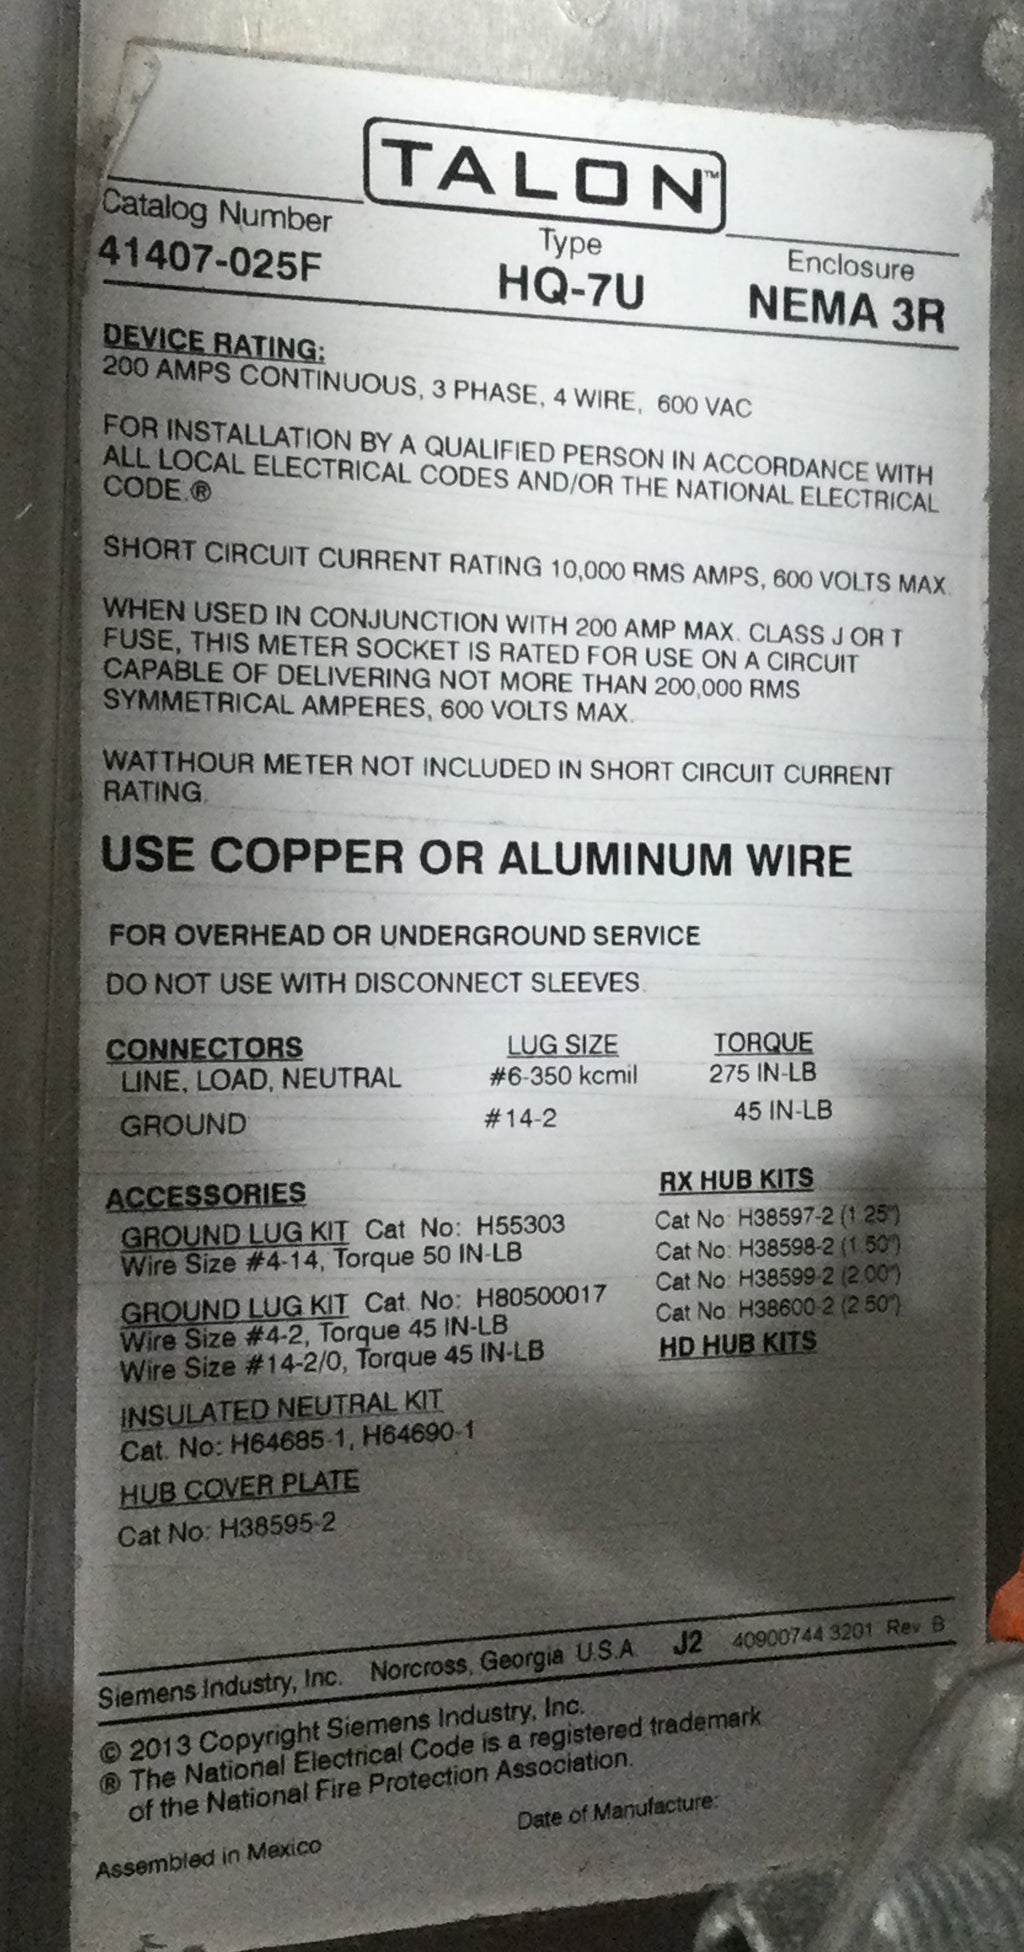 TALON™
Catalog Number Type Enclosure
41407-025F HQ-7U NEMA 3R
DEVICE RATING:
200 AMPS CONTINUOUS, 3 PHASE, 4 WIRE, 600 VAC
FOR INSTALLATION BY A QUALIFIED PERSON IN ACCORDANCE WITH
ALL LOCAL ELECTRICAL CODES AND/OR THE NATIONAL ELECTRICAL
CODE.®
SHORT CIRCUIT CURRENT RATING 10,000 RMS AMPS, 600 VOLTS MAX.
WHEN USED IN CONJUNCTION WITH 200 AMP MAX. CLASS J OR T
FUSE, THIS METER SOCKET IS RATED FOR USE ON A CIRCUIT
CAPABLE OF DELIVERING NOT MORE THAN 200,000 RMS
SYMMETRICAL AMPERES, 600 VOLTS MAX.
WATTHOUR METER NOT INCLUDED IN SHORT CIRCUIT CURRENT
RATING.
USE COPPER OR ALUMINUM WIRE
FOR OVERHEAD OR UNDERGROUND SERVICE
DO NOT USE WITH DISCONNECT SLEEVES.
CONNECTORS LUG SIZE TORQUE
LINE, LOAD, NEUTRAL #6-350 kcmil 275 IN-LB
GROUND #14-2 45 IN-LB
ACCESSORIES
GROUND LUG KIT Cat No: H55303
Wire Size #4-14, Torque 50 IN-LB
GROUND LUG KIT Cat. No: H80500017
Wire Size #4-2, Torque 45 IN-LB
Wire Size #14-2/0, Torque 45 IN-LB
INSULATED NEUTRAL KIT
Cat. No: H64685-1, H64690-1
HUB COVER PLATE
Cat No: H38595-2
RX HUB KITS
Cat No: H38597-2 (1.25")
Cat No: H38598-2 (1.50")
Cat No: H38599-2 (2.00")
Cat No: H38600-2 (2.50")
HD HUB KITS
Siemens Industry, Inc. Norcross, Georgia U.S.A. J2 40900744 3201 Rev B
© 2013 Copyright Siemens Industry, Inc.
® The National Electrical Code is a registered trademark
of the National Fire Protection Association.
Date of Manufacture:
Assembled in Mexico